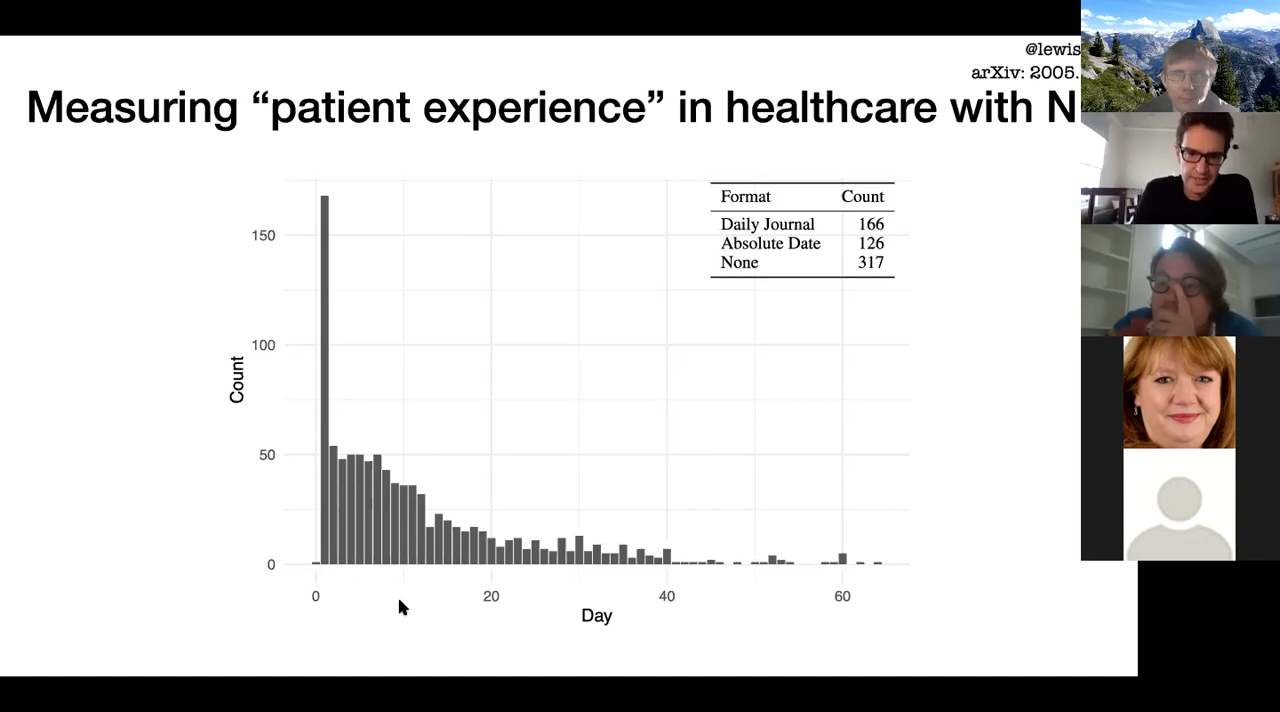 @lewis
arXiv: 2005.
Measuring “patient experience” in healthcare with N
Format Count
Daily Journal 166
Absolute Date 126
None 317
150
100
50
0
Count
0 20 40 60
Day